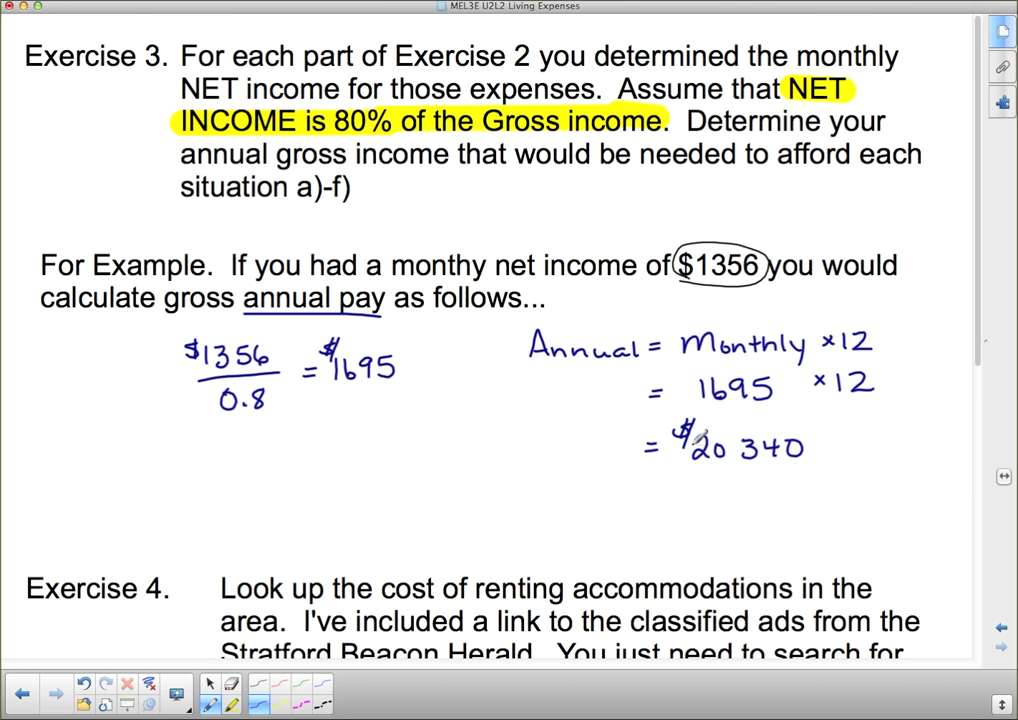 MEL3E U2L2 Living Expenses
Exercise 3. For each part of Exercise 2 you determined the monthly
NET income for those expenses. Assume that NET
INCOME is 80% of the Gross income. Determine your
annual gross income that would be needed to afford each
situation a)-f)
For Example. If you had a monthy net income of $1356 you would
calculate gross annual pay as follows...
$1356
0.8
= $1695
Annual = Monthly ×12
= 1695 ×12
= $20 340
Exercise 4. Look up the cost of renting accommodations in the
area. I've included a link to the classified ads from the
Stratford Beacon Herald. You just need to search for